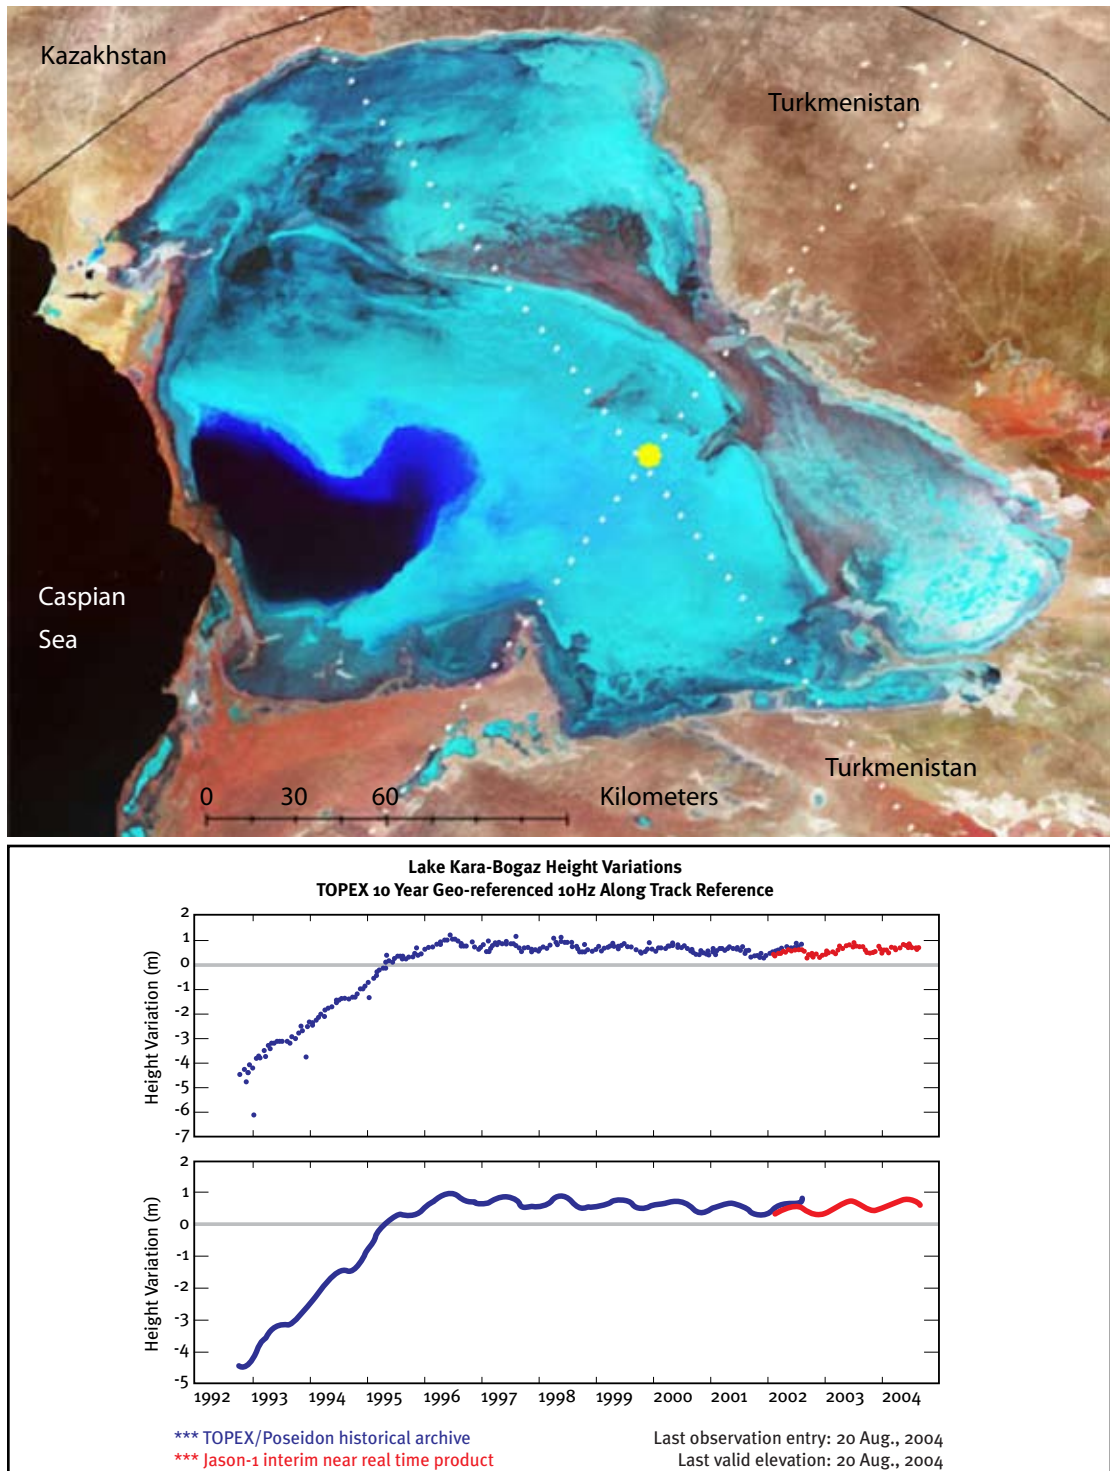 Kazakhstan
Turkmenistan
Caspian
Sea
Turkmenistan
0 30 60 Kilometers
Lake Kara-Bogaz Height Variations
TOPEX 10 Year Geo-referenced 10Hz Along Track Reference
Height Variation (m)
2
1
0
-1
-2
-3
-4
-5
-6
-7
Height Variation (m)
2
1
0
-1
-2
-3
-4
-5
1992 1993 1994 1995 1996 1997 1998 1999 2000 2001 2002 2003 2004
*** TOPEX/Poseidon historical archive
*** Jason-1 interim near real time product
Last observation entry: 20 Aug., 2004
Last valid elevation: 20 Aug., 2004